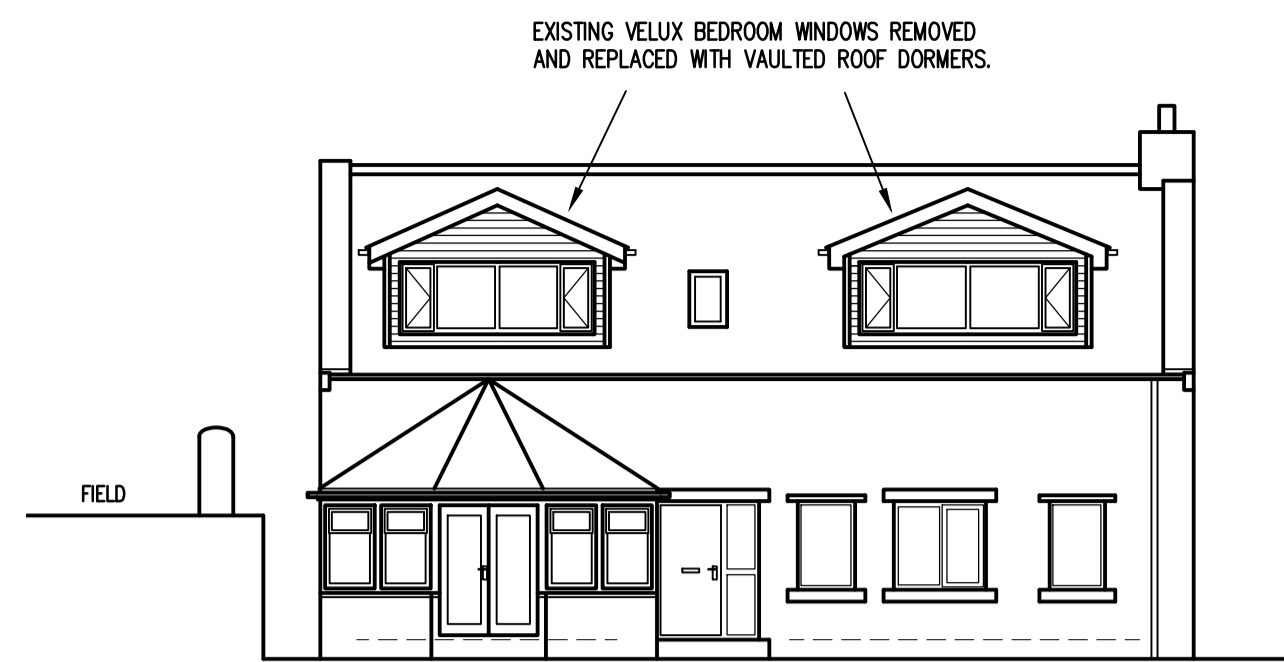 EXISTING VELUX BEDROOM WINDOWS REMOVED
AND REPLACED WITH VAULTED ROOF DORMERS.
FIELD